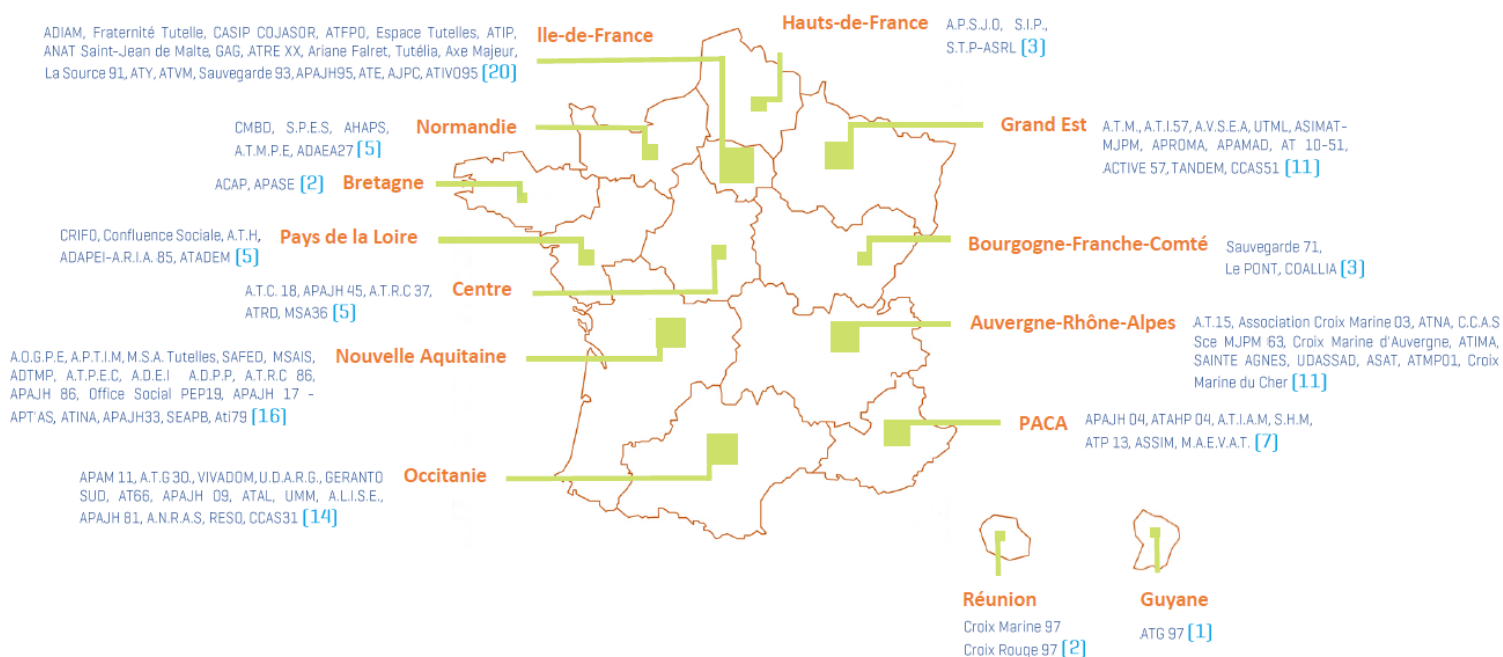 Ile-de-France
ADIAM, Fraternité Tutelle, CASIP COJASOR, ATFPO, Espace Tutelles, ATIP,
ANAT Saint-Jean de Malte, GAG, ATRE XX, Ariane Falret, Tutélia, Axe Majeur,
La Source 91, ATY, ATVM, Sauvegarde 93, APAJH95, ATE, AJPC, ATIVO95 (20)
Hauts-de-France
A.P.S.J.O, S.I.P.,
S.T.P-ASRL (3)
Normandie
CMBD, S.P.E.S, AHAPS,
A.T.M.P.E, ADAEA27 (5)
Grand Est
A.T.M., A.T.I.57, A.V.S.E.A, UTML, ASIMAT-
MJPM, APROMA, APAMAD, AT 10-51,
ACTIVE 57, TANDEM, CCAS51 (11)
Bretagne
ACAP, APASE (2)
Pays de la Loire
CRIFO, Confluence Sociale, A.T.H,
ADAPEI-A.R.I.A. 85, ATADEM (5)
Bourgogne-Franche-Comté
Sauvegarde 71,
Le PONT, COALLIA (3)
Centre
A.T.C. 18, APAJH 45, A.T.R.C 37,
ATRD, MSA36 (5)
Auvergne-Rhône-Alpes
A.T.15, Association Croix Marine 03, ATNA, C.C.A.S
Sce MJPM 63, Croix Marine d'Auvergne, ATIMA,
SAINTE AGNES, UDASSAD, ASAT, ATMP01, Croix
Marine du Cher (11)
Nouvelle Aquitaine
A.O.G.P.E, A.P.T.I.M, M.S.A. Tutelles, SAFED, MSAIS,
ADTMP, A.T.P.E.C, A.D.E.I A.D.P.P, A.T.R.C 86,
APAJH 86, Office Social PEP19, APAJH 17 -
APT'AS, ATINA, APAJH33, SEAPB, Ati79 (16)
PACA
APAJH 04, ATAHP 04, A.T.I.A.M, S.H.M,
ATP 13, ASSIM, M.A.E.V.A.T. (7)
Occitanie
APAM 11, A.T.G 30., VIVADOM, U.D.A.R.G., GERANTO
SUD, AT66, APAJH 09, ATAL, UMM, A.L.I.S.E.,
APAJH 81, A.N.R.A.S, RESO, CCAS31 (14)
Réunion
Croix Marine 97
Croix Rouge 97 (2)
Guyane
ATG 97 (1)